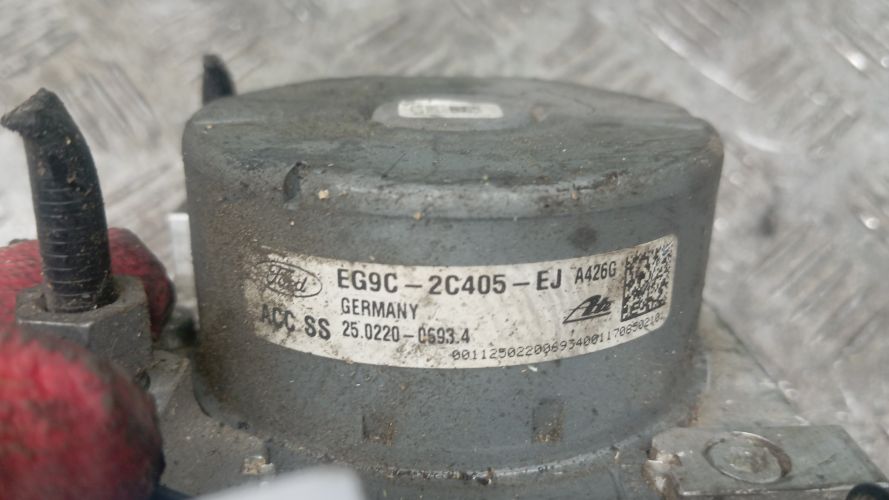 Ford EG9C-2C405-EJ A426G
GERMANY Ate
ACC SS 25.0220-0693.4